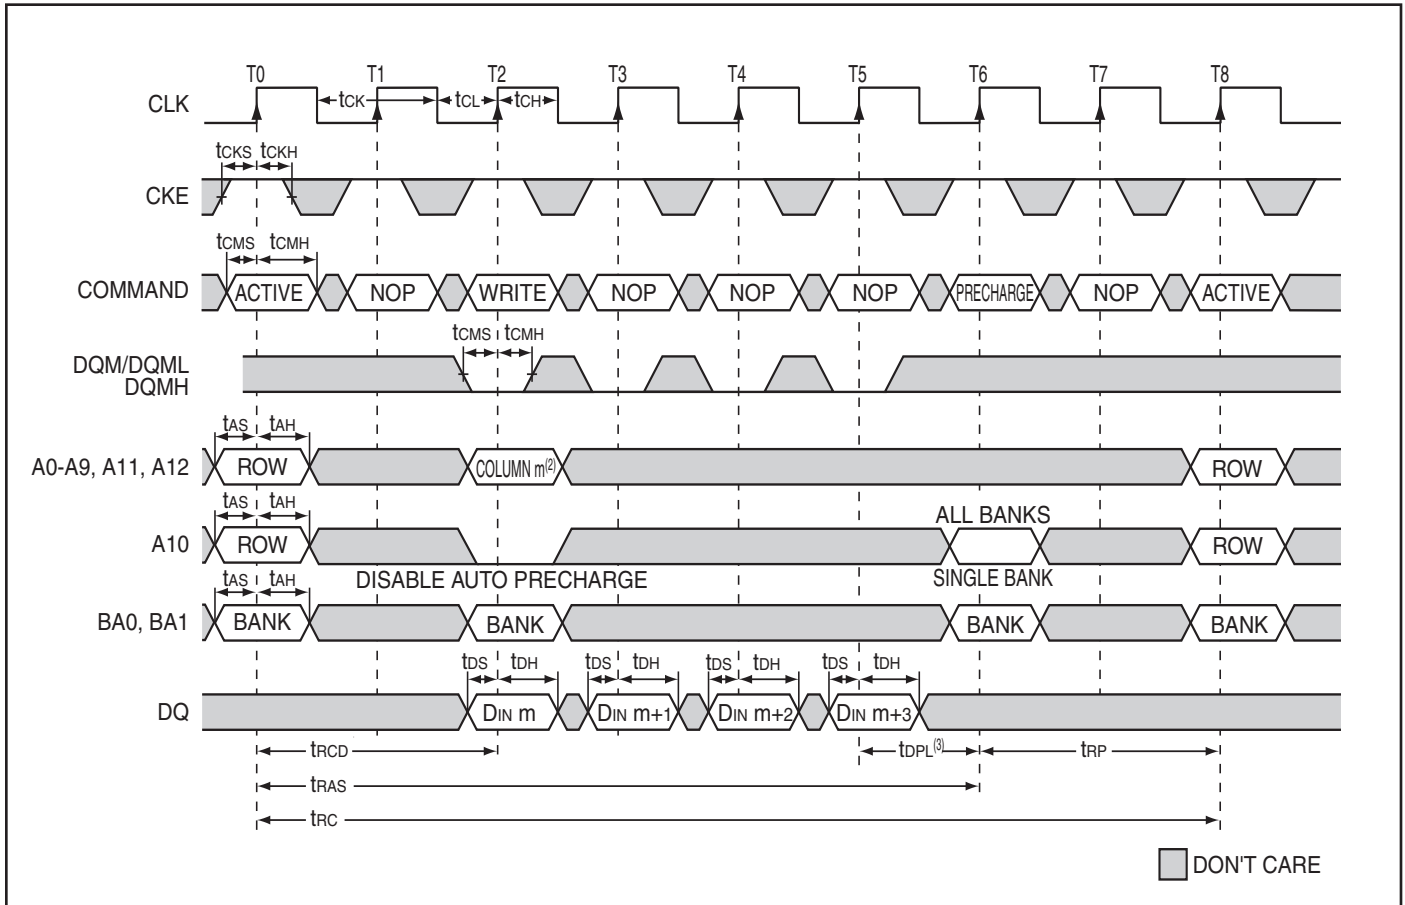 T0 T1 T2 T3 T4 T5 T6 T7 T8
CLK tCK tCL tCH
tCKS tCKH
CKE
tCMS tCMH
COMMAND ACTIVE NOP WRITE NOP NOP NOP PRECHARGE NOP ACTIVE
tCMS tCMH
DQM/DQML
DQMH
tAS tAH
A0-A9, A11, A12 ROW COLUMN m(2) ROW
tAS tAH
ALL BANKS
A10 ROW ROW
DISABLE AUTO PRECHARGE SINGLE BANK
tAS tAH
BA0, BA1 BANK BANK BANK BANK
tDS tDH tDS tDH tDS tDH tDS tDH
DQ DIN m DIN m+1 DIN m+2 DIN m+3
tRCD tDPL(3) tRP
tRAS
tRC
DON'T CARE